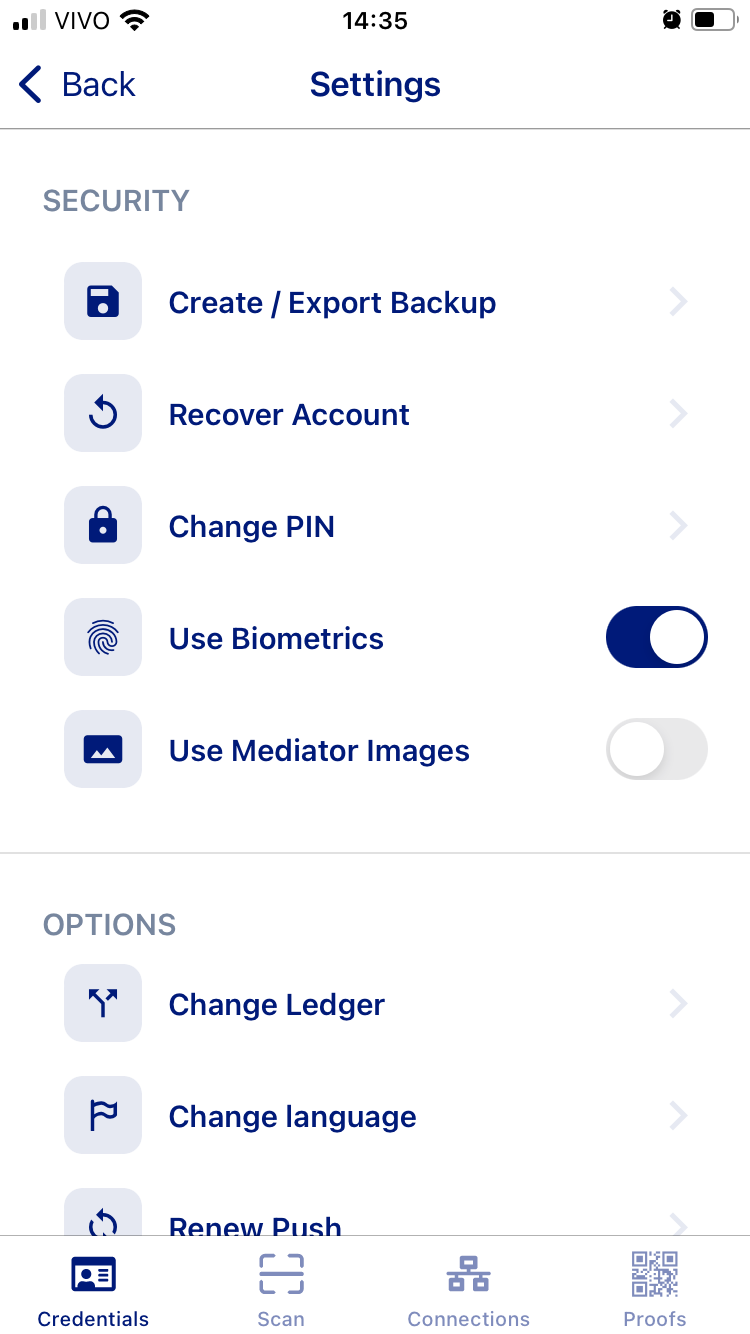 VIVO
14:35
Back
Settings
SECURITY
Create / Export Backup
Recover Account
Change PIN
Use Biometrics
Use Mediator Images
OPTIONS
Change Ledger
Change language
Renew Push
Credentials
Scan
Connections
Proofs